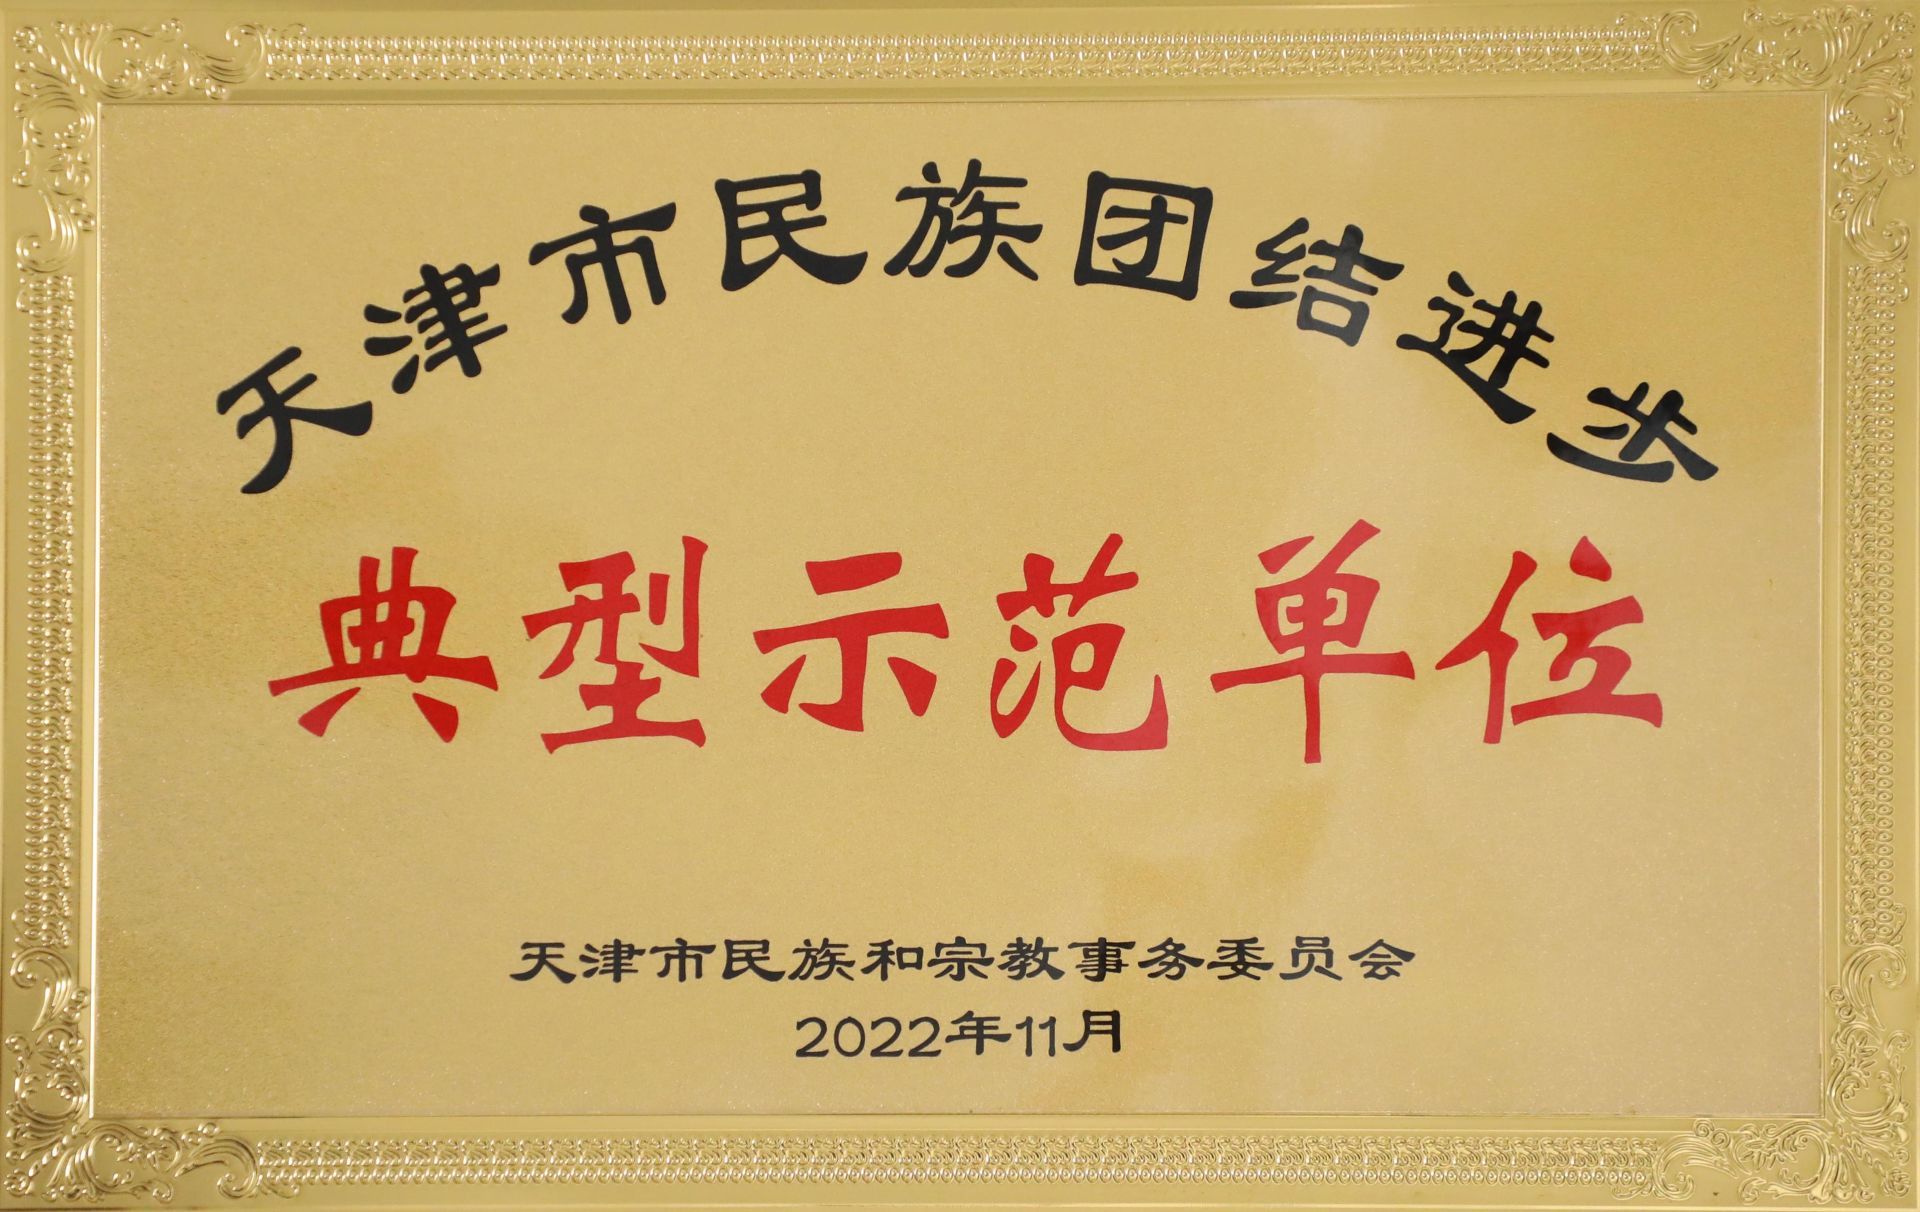 天津市民族团结进步
典型示范单位
天津市民族和宗教事务委员会
2022年11月